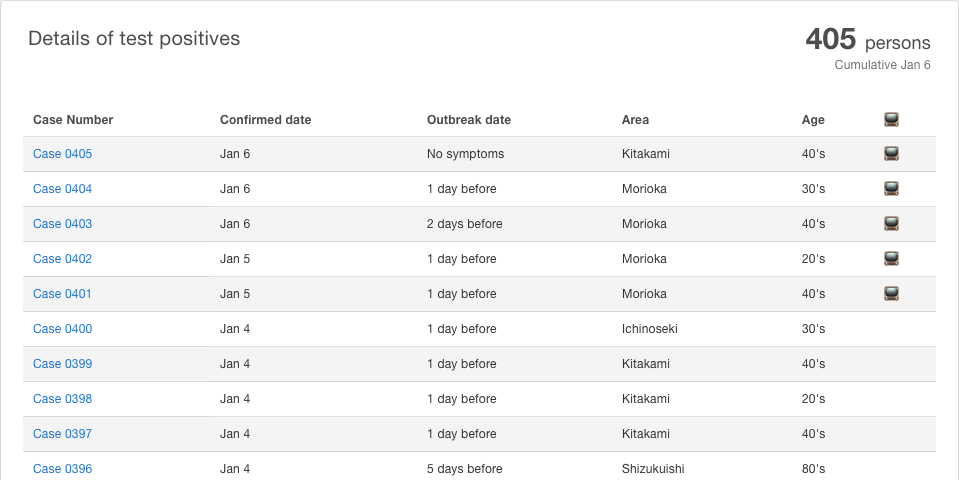 Details of test positives
405 persons
Cumulative Jan 6
Case Number Confirmed date Outbreak date Area Age
Case 0405 Jan 6 No symptoms Kitakami 40's
Case 0404 Jan 6 1 day before Morioka 30's
Case 0403 Jan 6 2 days before Morioka 40's
Case 0402 Jan 5 1 day before Morioka 20's
Case 0401 Jan 5 1 day before Morioka 40's
Case 0400 Jan 4 1 day before Ichinoseki 30's
Case 0399 Jan 4 1 day before Kitakami 40's
Case 0398 Jan 4 1 day before Kitakami 20's
Case 0397 Jan 4 1 day before Kitakami 40's
Case 0396 Jan 4 5 days before Shizukuishi 80's